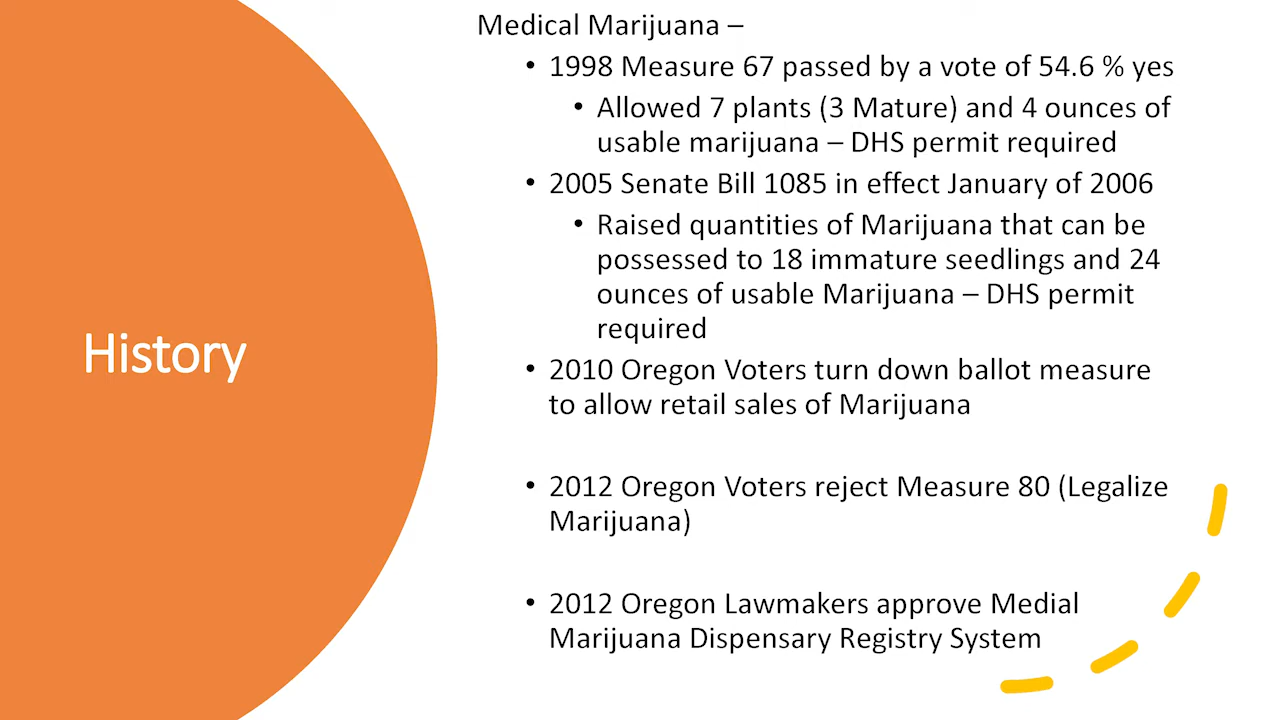 Medical Marijuana –
• 1998 Measure 67 passed by a vote of 54.6 % yes
• Allowed 7 plants (3 Mature) and 4 ounces of
usable marijuana – DHS permit required
• 2005 Senate Bill 1085 in effect January of 2006
• Raised quantities of Marijuana that can be
possessed to 18 immature seedlings and 24
ounces of usable Marijuana – DHS permit
required
History
• 2010 Oregon Voters turn down ballot measure
to allow retail sales of Marijuana
• 2012 Oregon Voters reject Measure 80 (Legalize
Marijuana)
• 2012 Oregon Lawmakers approve Medial
Marijuana Dispensary Registry System